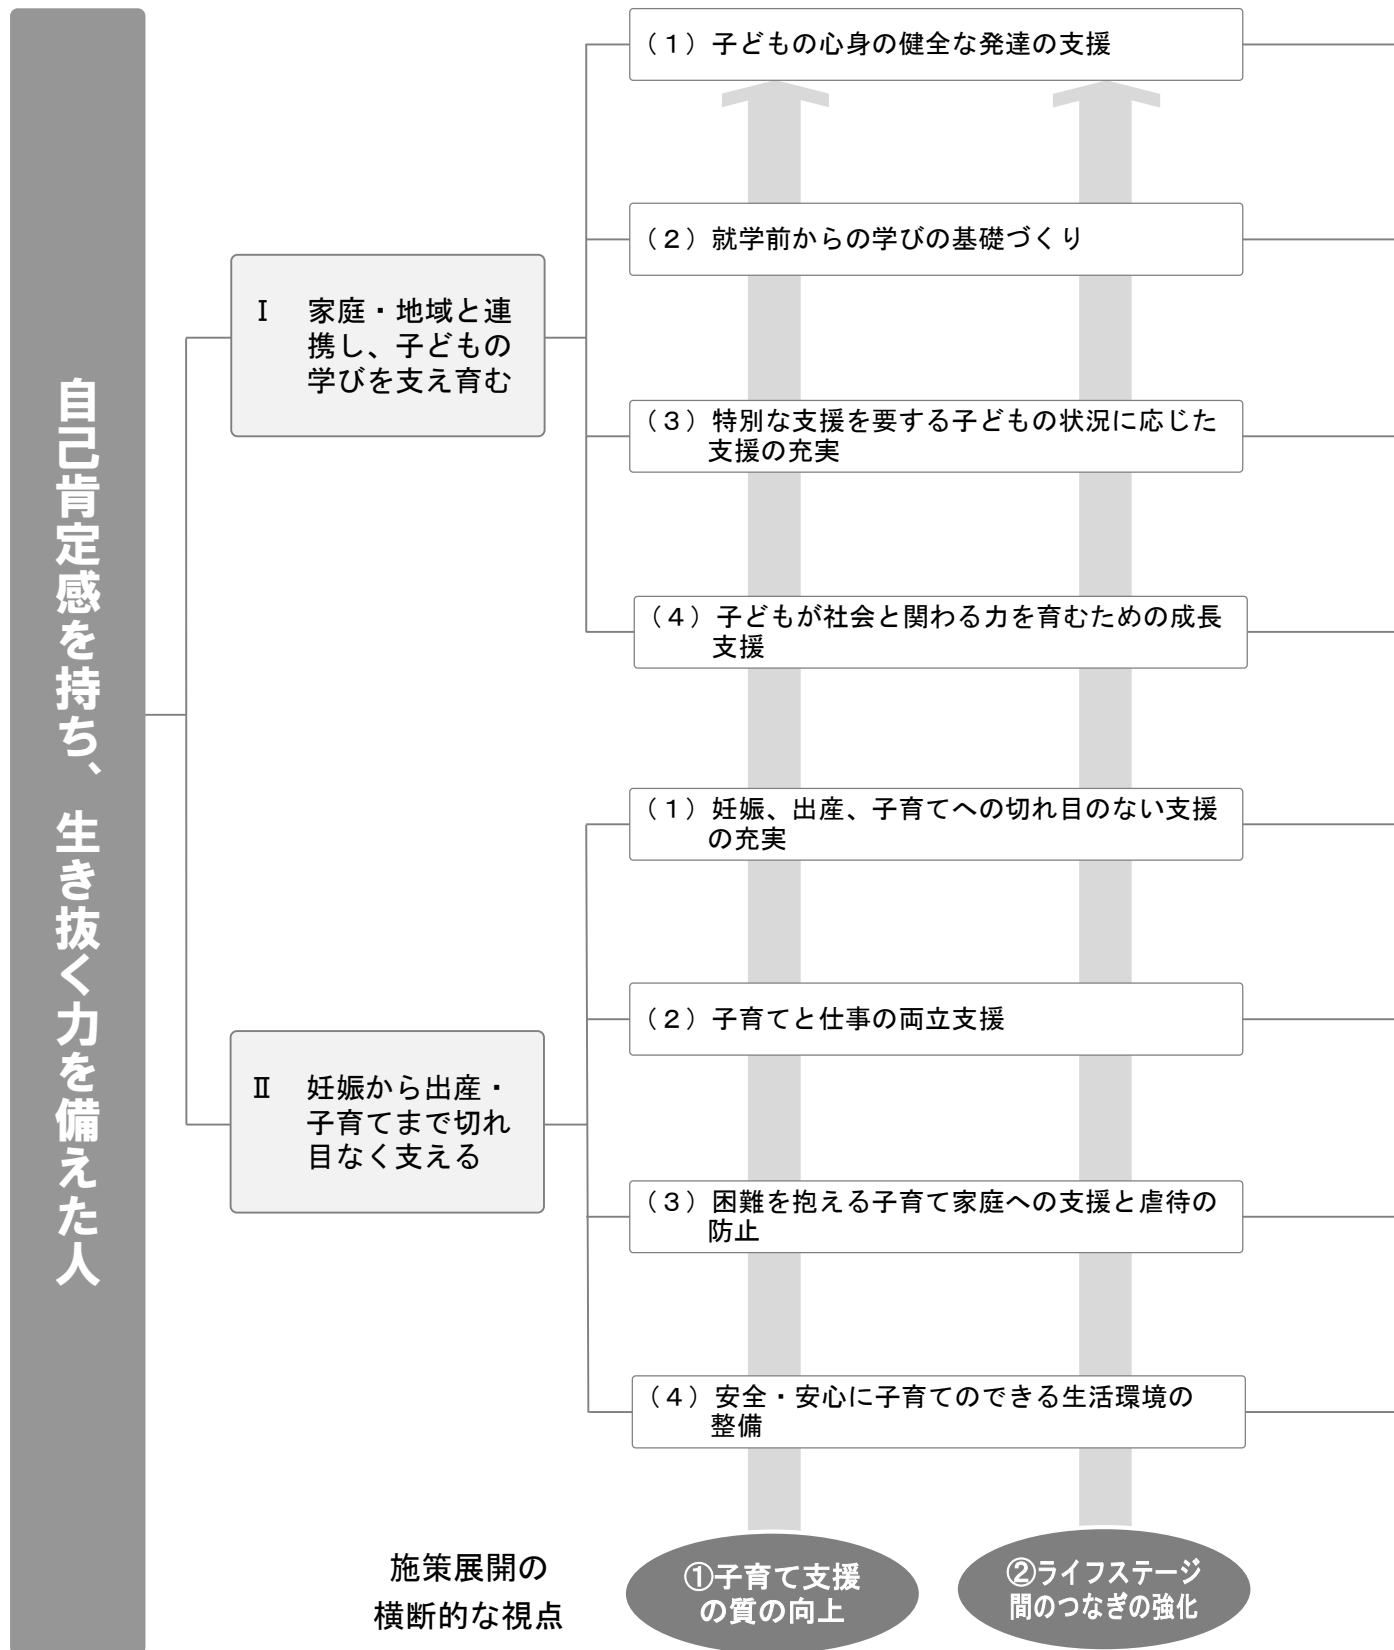 自己肯定感を持ち、生き抜く力を備えた人
Ⅰ 家庭・地域と連
携し、子どもの
学びを支え育む
（１）子どもの心身の健全な発達の支援
（２）就学前からの学びの基礎づくり
（３）特別な支援を要する子どもの状況に応じた
支援の充実
（４）子どもが社会と関わる力を育むための成長
支援
Ⅱ 妊娠から出産・
子育てまで切れ
目なく支える
（１）妊娠、出産、子育てへの切れ目のない支援
の充実
（２）子育てと仕事の両立支援
（３）困難を抱える子育て家庭への支援と虐待の
防止
（４）安全・安心に子育てのできる生活環境の
整備
施策展開の
横断的な視点
①子育て支援
の質の向上
②ライフステージ
間のつなぎの強化